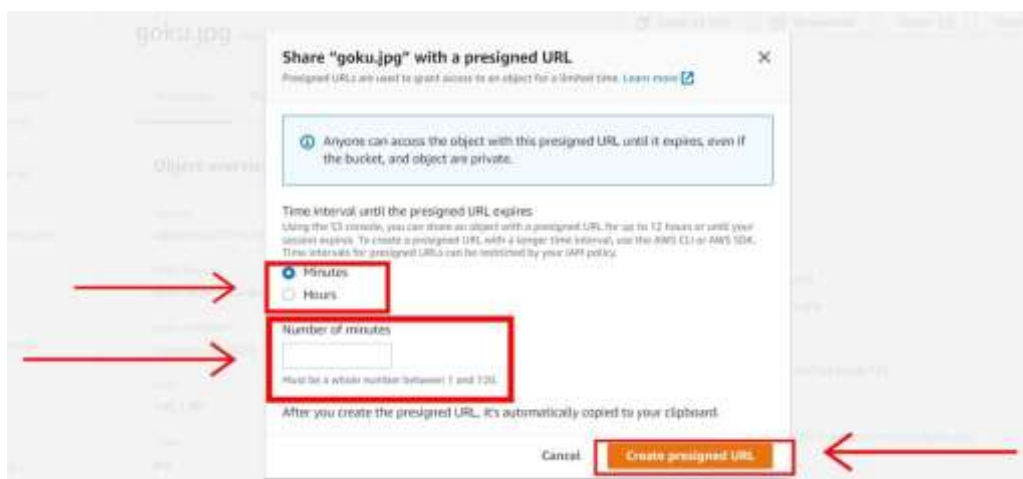 goku.jpg
Share "goku.jpg" with a presigned URL
Presigned URLs are used to grant access to an object for a limited time. Learn more
Anyone can access the object with this presigned URL until it expires, even if
the bucket, and object are private.
Object overview
Time interval until the presigned URL expires
Using the S3 console, you can share an object with a presigned URL for up to 12 hours or until your
session expires. To create a presigned URL with a longer time interval, use the AWS CLI or AWS SDK.
Time intervals for presigned URLs can be restricted by your IAM policy.
Minutes
Hours
Number of minutes
Must be a whole number between 1 and 720.
After you create the presigned URL, it's automatically copied to your clipboard.
Cancel
Create presigned URL